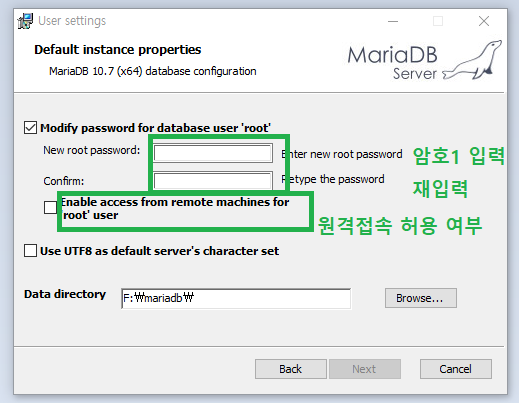 User settings
Default instance properties
MariaDB 10.7 (x64) database configuration
MariaDB
Server
Modify password for database user 'root'
New root password:
Enter new root password
암호1 입력
Confirm:
Retype the password
재입력
Enable access from remote machines for
root' user
원격접속 허용 여부
Use UTF8 as default server's character set
Data directory
F:₩mariadb₩
Browse...
Back
Next
Cancel